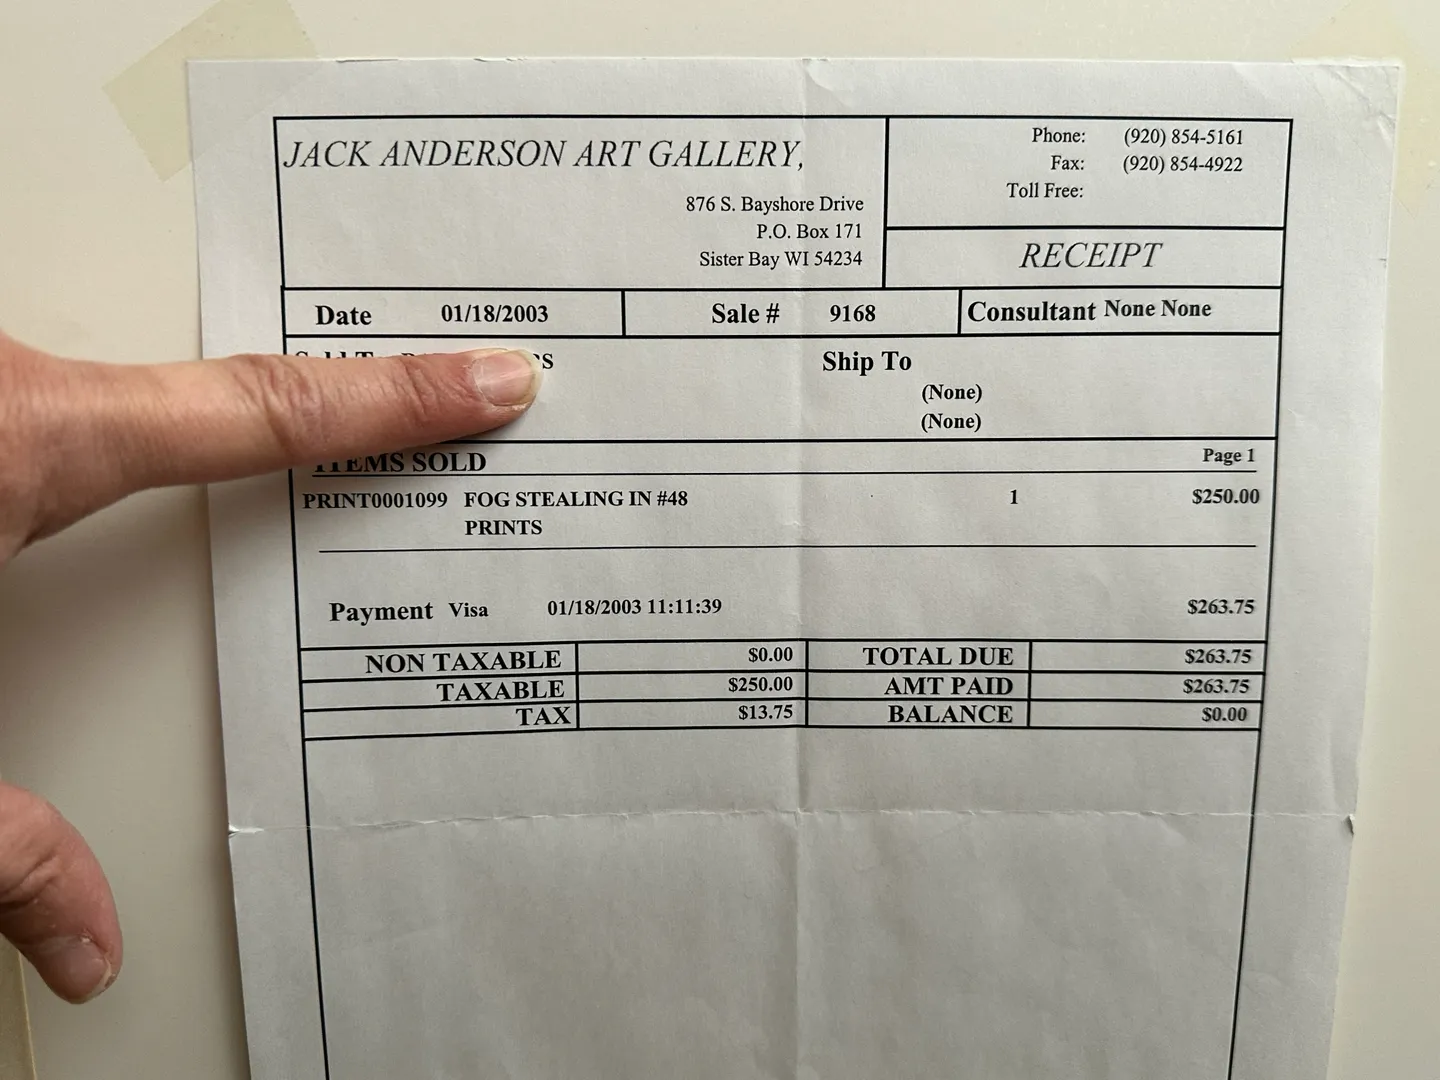 JACK ANDERSON ART GALLERY,
876 S. Bayshore Drive
P.O. Box 171
Sister Bay WI 54234
Phone: (920) 854-5161
Fax: (920) 854-4922
Toll Free:
RECEIPT
Date 01/18/2003 Sale # 9168 Consultant None None
Ship To
(None)
(None)
ITEMS SOLD Page 1
PRINT0001099 FOG STEALING IN #48 1 $250.00
PRINTS
Payment Visa 01/18/2003 11:11:39 $263.75
NON TAXABLE $0.00 TOTAL DUE $263.75
TAXABLE $250.00 AMT PAID $263.75
TAX $13.75 BALANCE $0.00